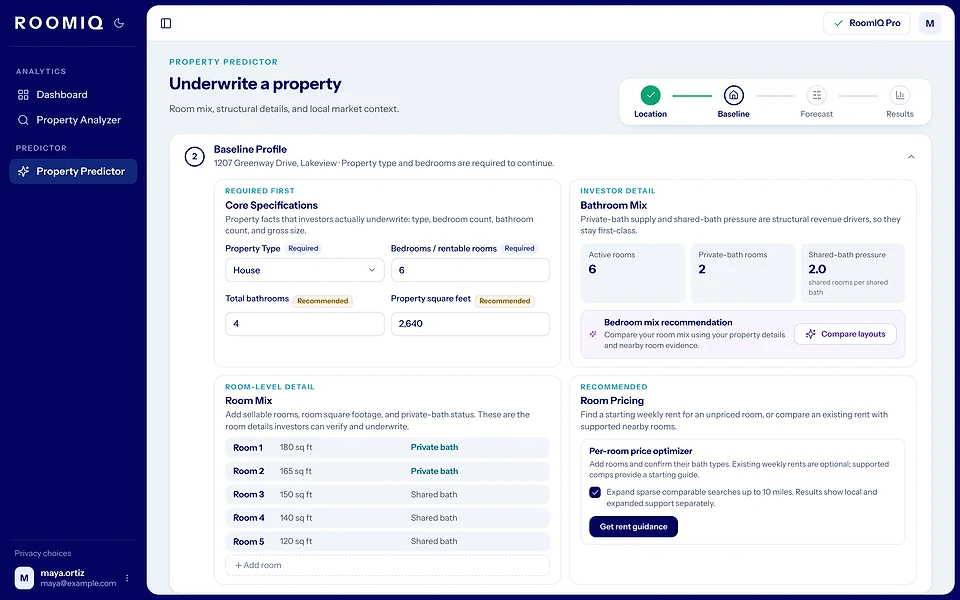 ROOMIQ
ANALYTICS
Dashboard
Property Analyzer
PREDICTOR
Property Predictor
Privacy choices
M
maya.ortiz
maya@example.com
RoomIQ Pro
M
PROPERTY PREDICTOR
Underwrite a property
Room mix, structural details, and local market context.
Location
Baseline
Forecast
Results
2
Baseline Profile
1207 Greenway Drive, Lakeview · Property type and bedrooms are required to continue.
REQUIRED FIRST
Core Specifications
Property facts that investors actually underwrite: type, bedroom count, bathroom
count, and gross size.
Property Type Required
House
Bedrooms / rentable rooms Required
6
Total bathrooms Recommended
4
Property square feet Recommended
2,640
INVESTOR DETAIL
Bathroom Mix
Private-bath supply and shared-bath pressure are structural revenue drivers, so they
stay first-class.
Active rooms
6
Private-bath rooms
2
Shared-bath pressure
2.0
shared rooms per shared
bath
Bedroom mix recommendation
Compare your room mix using your property details
and nearby room evidence.
Compare layouts
ROOM-LEVEL DETAIL
Room Mix
Add sellable rooms, room square footage, and private-bath status. These are the
room details investors can verify and underwrite.
Room 1 180 sq ft Private bath
Room 2 165 sq ft Private bath
Room 3 150 sq ft Shared bath
Room 4 140 sq ft Shared bath
Room 5 120 sq ft Shared bath
+ Add room
RECOMMENDED
Room Pricing
Find a starting weekly rent for an unpriced room, or compare an existing rent with
supported nearby rooms.
Per-room price optimizer
Add rooms and confirm their bath types. Existing weekly rents are optional; supported
comps provide a starting guide.
Expand sparse comparable searches up to 10 miles. Results show local and
expanded support separately.
Get rent guidance